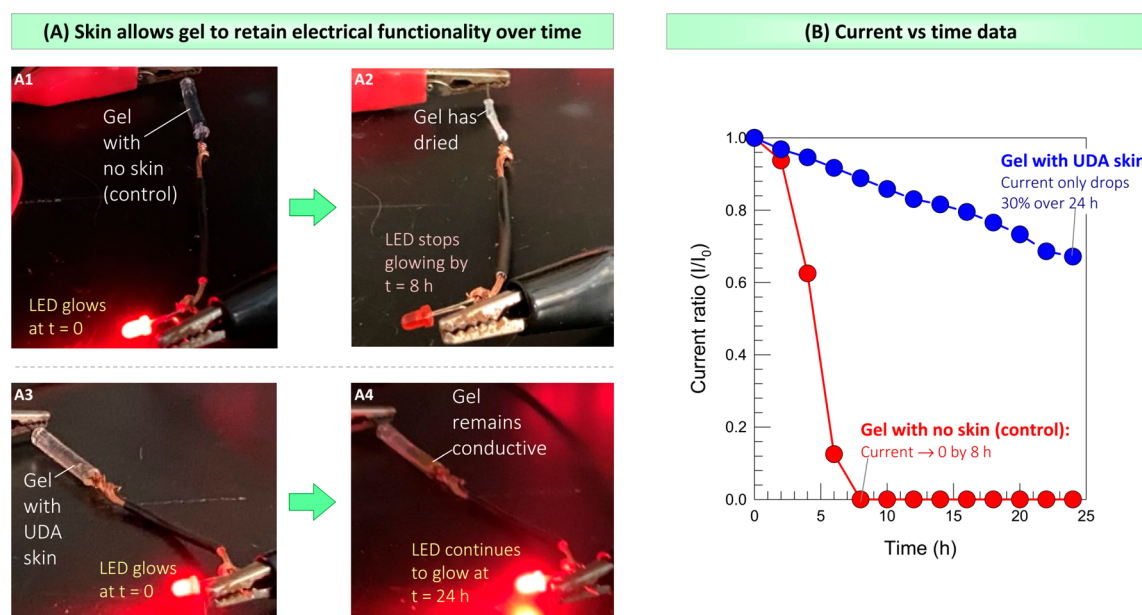 (A) Skin allows gel to retain electrical functionality over time
A1
Gel
with
no skin
(control)
LED glows
at t = 0
A2
Gel has
dried
LED stops
glowing by
t = 8 h
A3
Gel
with
UDA
skin
LED glows
at t = 0
A4
Gel
remains
conductive
LED continues
to glow at
t = 24 h
(B) Current vs time data
Current ratio (I/I₀)
1.0
0.8
0.6
0.4
0.2
0.0
Gel with UDA skin
Current only drops
30% over 24 h
Gel with no skin (control):
Current → 0 by 8 h
0 5 10 15 20 25
Time (h)